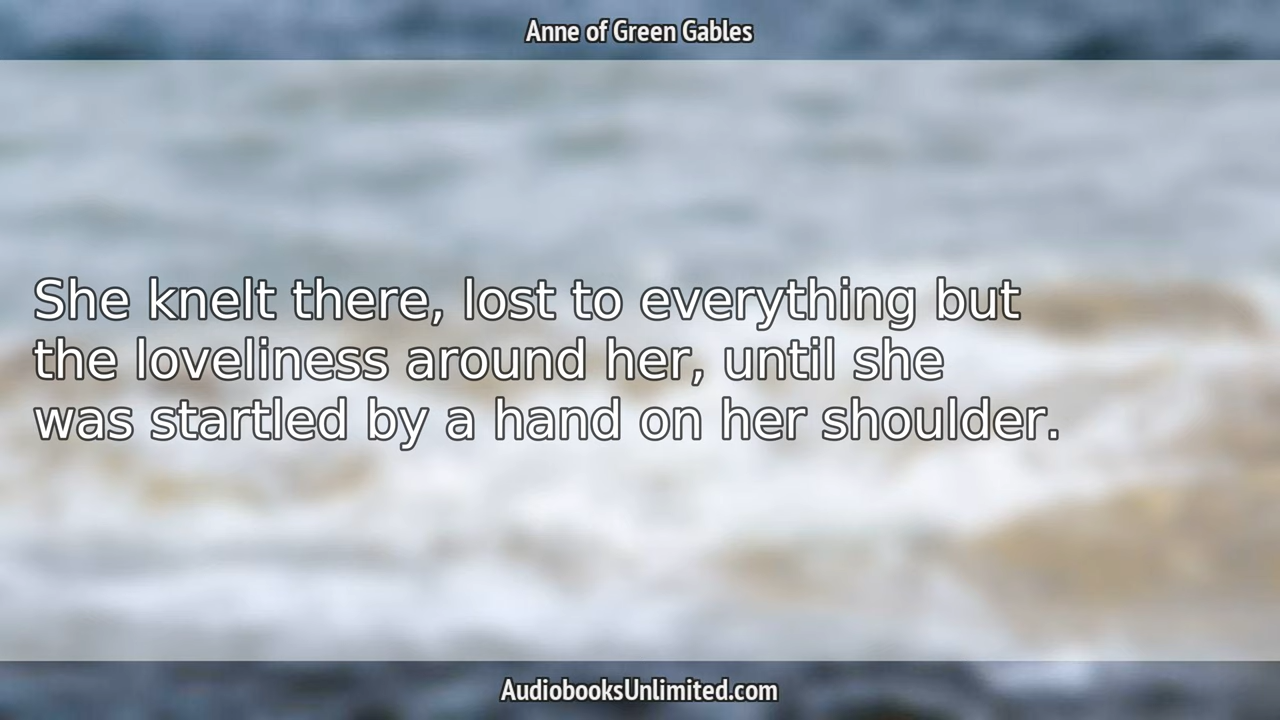 Anne of Green Gables
She knelt there, lost to everything but
the loveliness around her, until she
was startled by a hand on her shoulder.
AudiobooksUnlimited.com